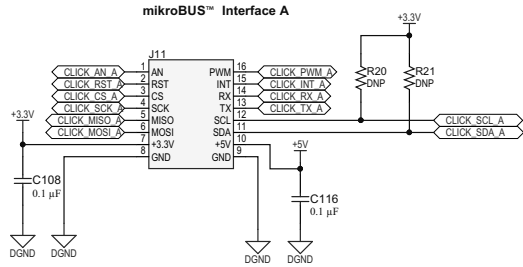 mikroBUS™ Interface A
+3.3V
J11
CLICK_AN_A 1 AN PWM 16 CLICK_PWM_A
CLICK_RST_A 2 RST INT 15 CLICK_INT_A
CLICK_CS_A 3 CS RX 14 CLICK_RX_A
CLICK_SCK_A 4 SCK TX 13 CLICK_TX_A
CLICK_MISO_A 5 MISO SCL 12 CLICK_SCL_A
CLICK_MOSI_A 6 MOSI SDA 11 CLICK_SDA_A
7 +3.3V +5V 10
8 GND GND 9
R20
DNP
R21
DNP
+3.3V
+5V
C108
0.1 µF
C116
0.1 µF
DGND DGND DGND DGND